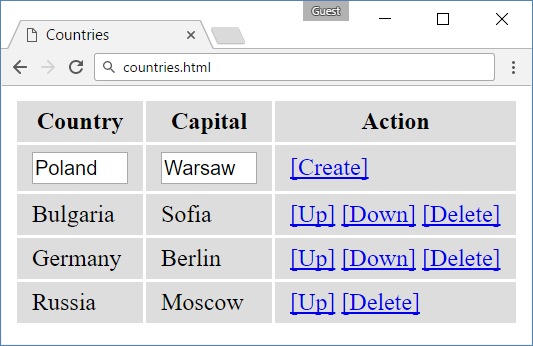 Guest
Countries
countries.html
Country Capital Action
Poland Warsaw [Create]
Bulgaria Sofia [Up] [Down] [Delete]
Germany Berlin [Up] [Down] [Delete]
Russia Moscow [Up] [Delete]